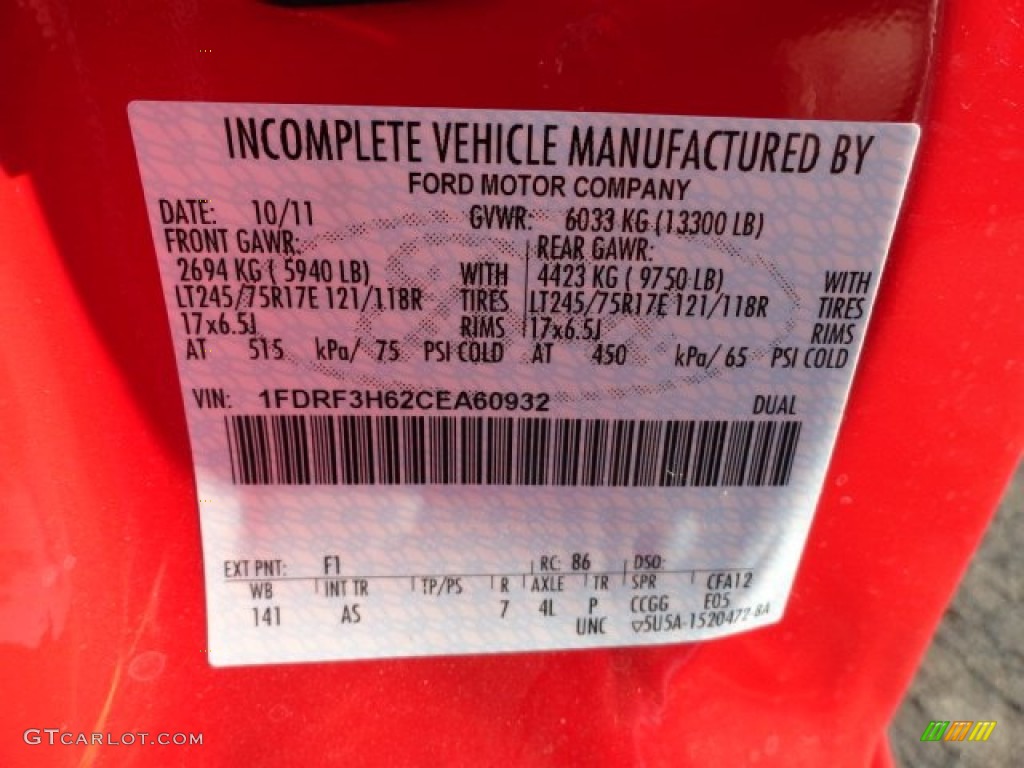 INCOMPLETE VEHICLE MANUFACTURED BY
FORD MOTOR COMPANY
DATE: 10/11 GVWR: 6033 KG (13300 LB)
FRONT GAWR: REAR GAWR:
2694 KG ( 5940 LB) WITH 4423 KG ( 9750 LB) WITH
LT245/75R17E 121/118R TIRES LT245/75R17E 121/118R TIRES
17x6.5J RIMS 17x6.5J RIMS
AT 515 kPa/ 75 PSI COLD AT 450 kPa/ 65 PSI COLD
VIN: 1FDRF3H62CEA60932 DUAL
EXT PNT: F1 RC: 86 DSO:
WB INT TR TP/PS R AXLE TR SPR CFA12
141 AS 7 4L P CCGG E05
UNC ▽5U5A-1520472-BA
GTCARLOT.COM